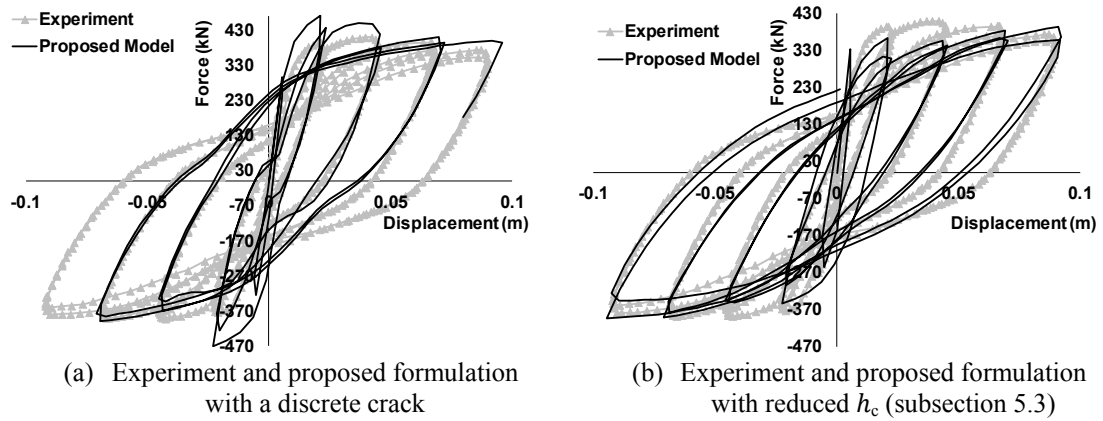 Experiment
Proposed Model
Force (kN)
430
330
230
130
30
-70
-170
-270
-370
-470
-0.1
-0.05
0
0.05
0.1
Displacement (m)
(a) Experiment and proposed formulation
with a discrete crack
Experiment
Proposed Model
Force (kN)
430
330
230
130
30
-70
-170
-270
-370
-470
-0.1
-0.05
0
0.05
0.1
Displacement (m)
(b) Experiment and proposed formulation
with reduced hc (subsection 5.3)